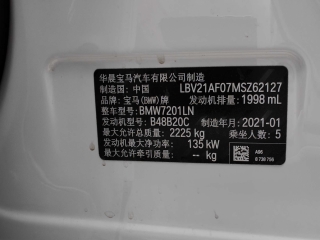 华晨宝马汽车有限公司制造
制造国：中国 LBV21AF07MSZ62127
品牌：宝马(BMW)牌 发动机排量：1998 mL
整车型号：BMW7201LN
发动机型号：B48B20C 制造年月：2021-01
最大允许总质量：2225 kg 乘坐人数：5
发动机最大净功率：135 kW
最大允许牵引质量：-- kg